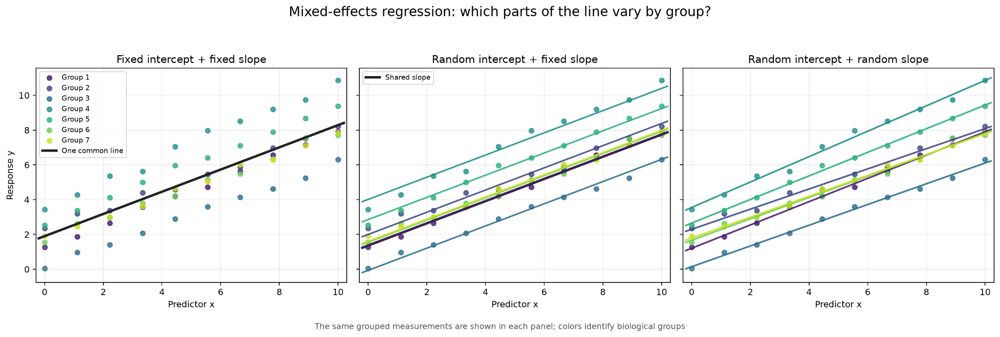 Mixed-effects regression: which parts of the line vary by group?
Fixed intercept + fixed slope
Group 1
Group 2
Group 3
Group 4
Group 5
Group 6
Group 7
One common line
Response y
10
8
6
4
2
0
0 2 4 6 8 10
Predictor x
Random intercept + fixed slope
Shared slope
0 2 4 6 8 10
Predictor x
Random intercept + random slope
0 2 4 6 8 10
Predictor x
The same grouped measurements are shown in each panel; colors identify biological groups